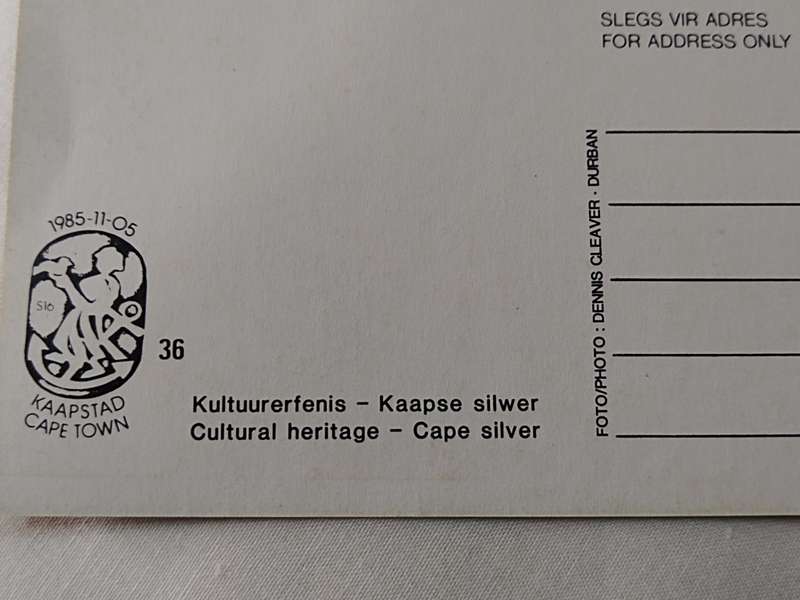 SLEGS VIR ADRES
FOR ADDRESS ONLY
FOTO/PHOTO : DENNIS CLEAVER · DURBAN
1985-11-05
S16
KAAPSTAD
CAPE TOWN
36
Kultuurerfenis – Kaapse silwer
Cultural heritage – Cape silver